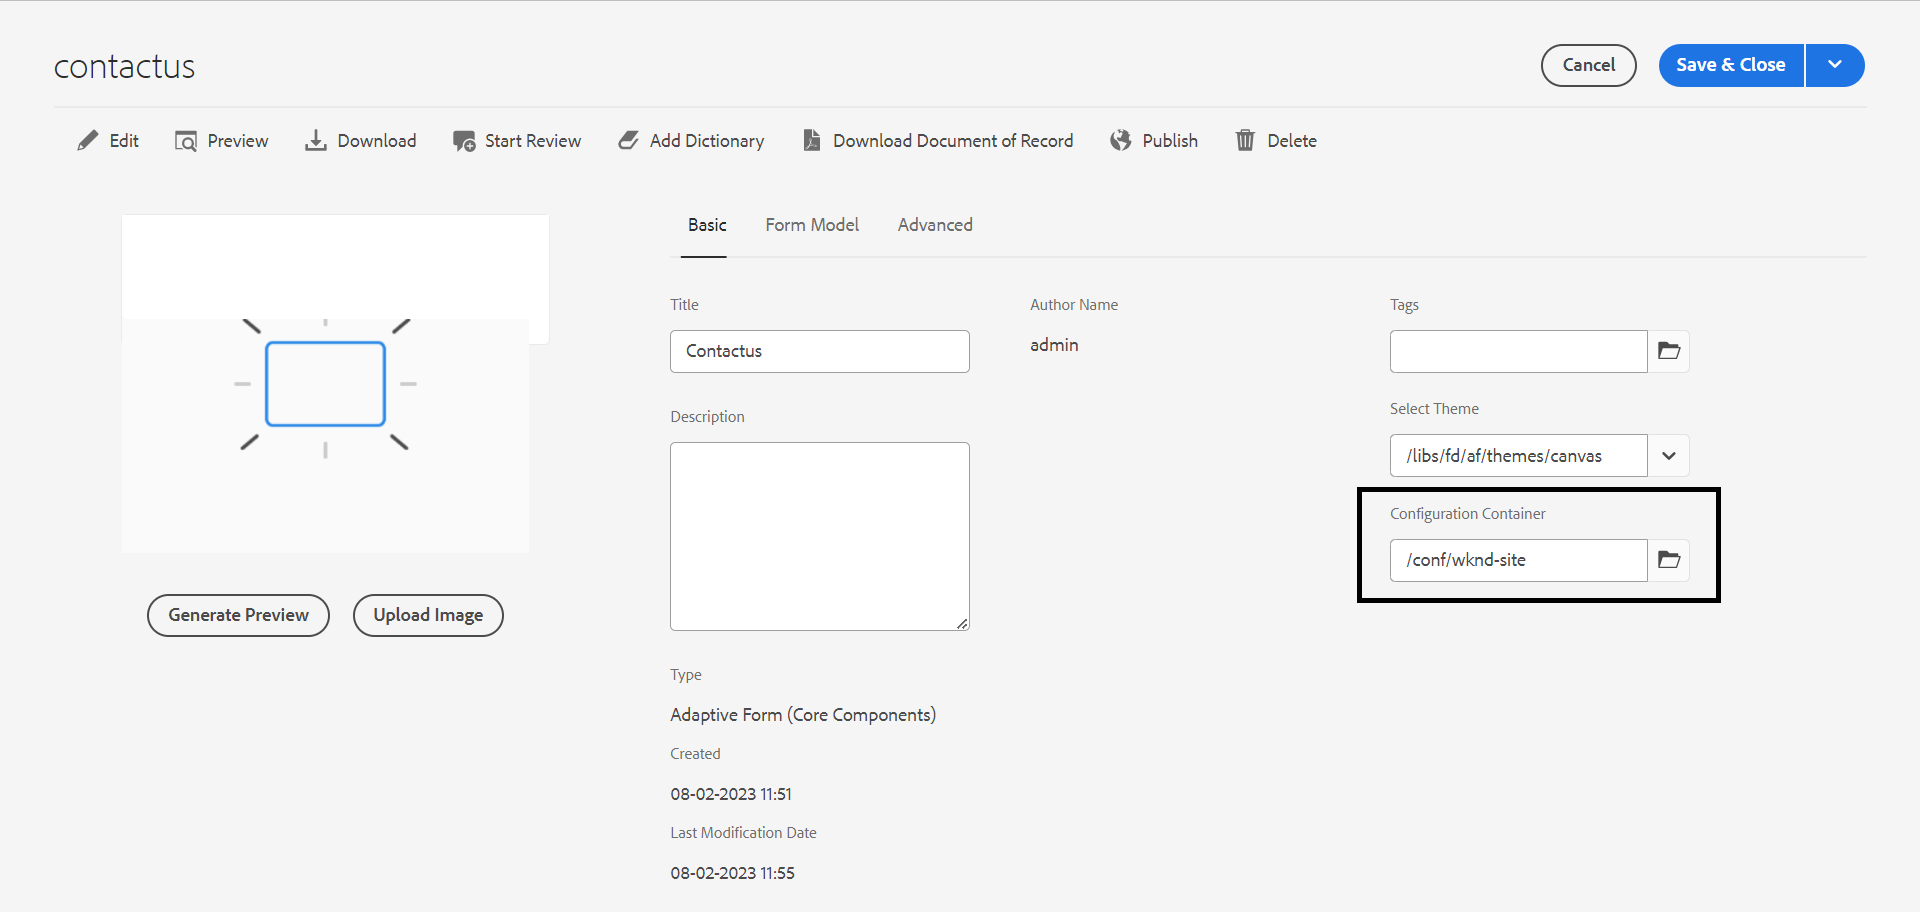 contactus
Cancel
Save & Close
Edit
Preview
Download
Start Review
Add Dictionary
Download Document of Record
Publish
Delete
Basic
Form Model
Advanced
Title
Contactus
Author Name
admin
Tags
Select Theme
/libs/fd/af/themes/canvas
Configuration Container
/conf/wknd-site
Description
Generate Preview
Upload Image
Type
Adaptive Form (Core Components)
Created
08-02-2023 11:51
Last Modification Date
08-02-2023 11:55